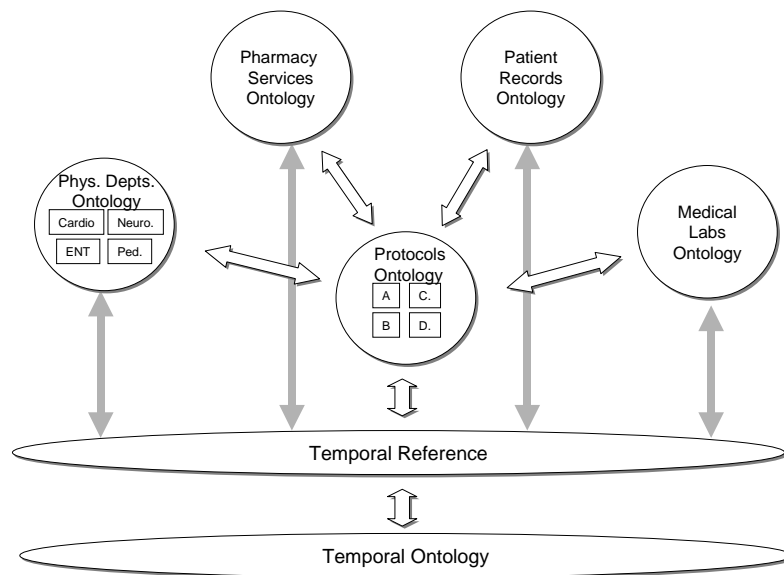 Pharmacy
Services
Ontology
Patient
Records
Ontology
Phys. Depts.
Ontology
Cardio
Neuro.
ENT
Ped.
Medical
Labs
Ontology
Protocols
Ontology
A
C.
B
D.
Temporal Reference
Temporal Ontology